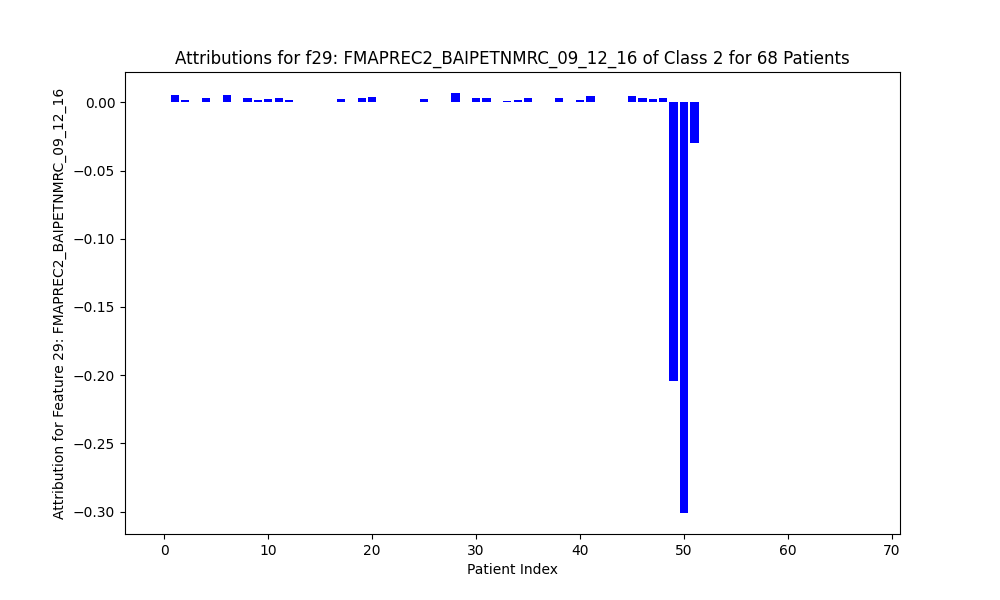 Attributions for f29: FMAPREC2_BAIPETNMRC_09_12_16 of Class 2 for 68 Patients
Attribution for Feature 29: FMAPREC2_BAIPETNMRC_09_12_16
0.00
−0.05
−0.10
−0.15
−0.20
−0.25
−0.30
0 10 20 30 40 50 60 70
Patient Index